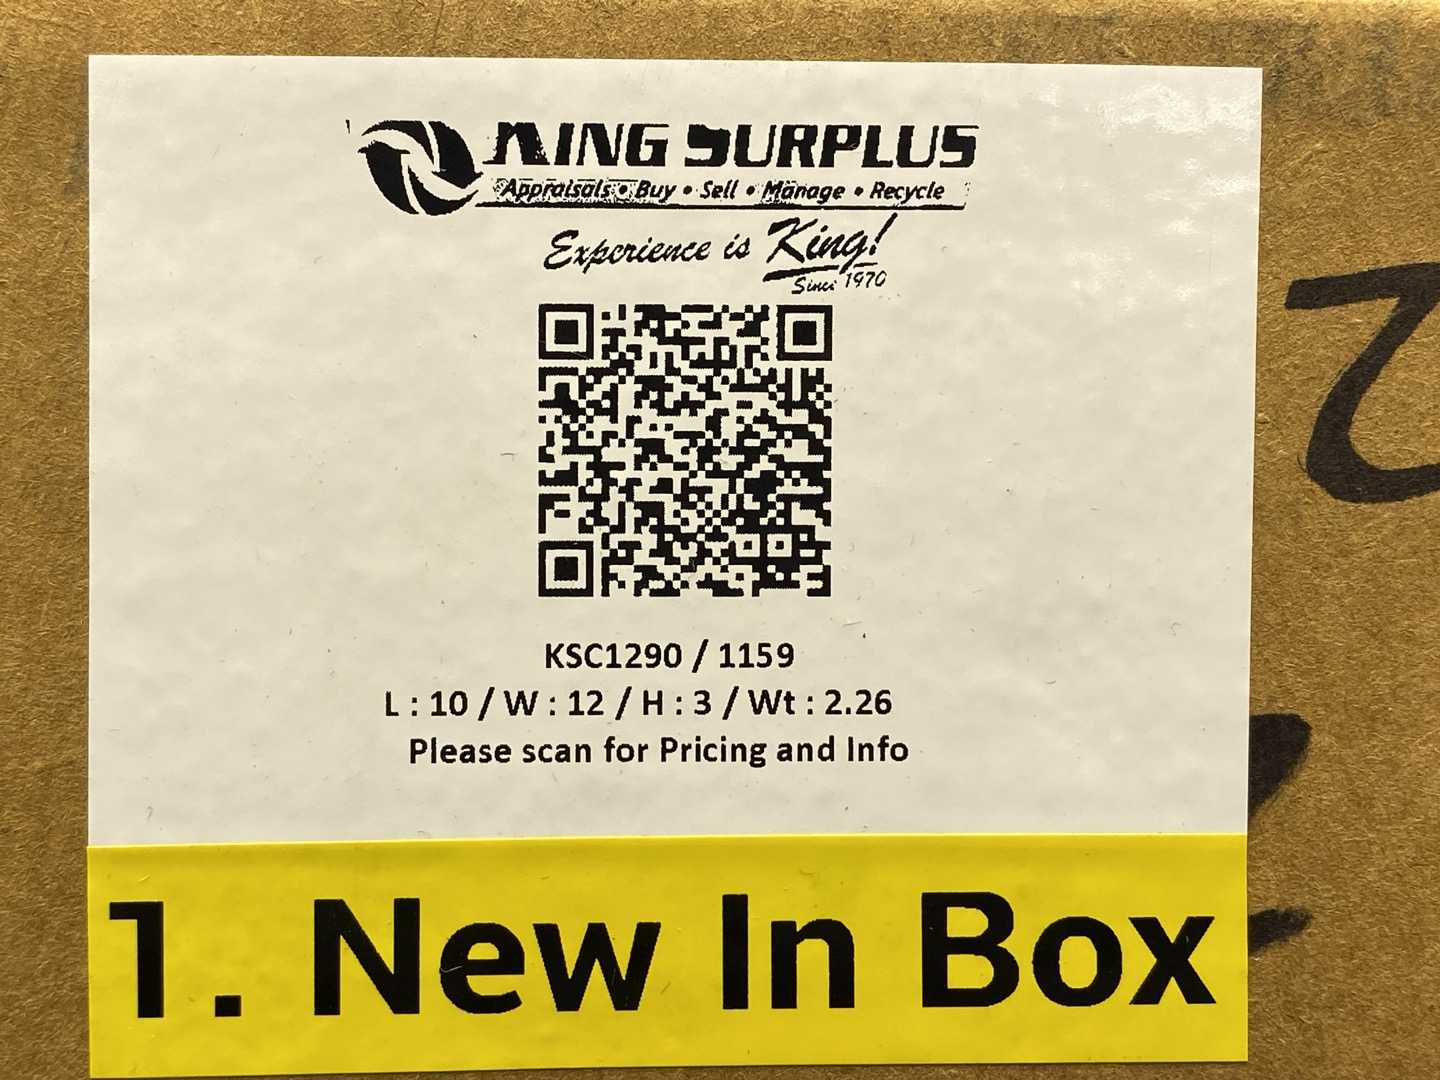 KING SURPLUS
Appraisals • Buy • Sell • Manage • Recycle
Experience is King!
Since 1970
KSC1290 / 1159
L : 10 / W : 12 / H : 3 / Wt : 2.26
Please scan for Pricing and Info
1. New In Box